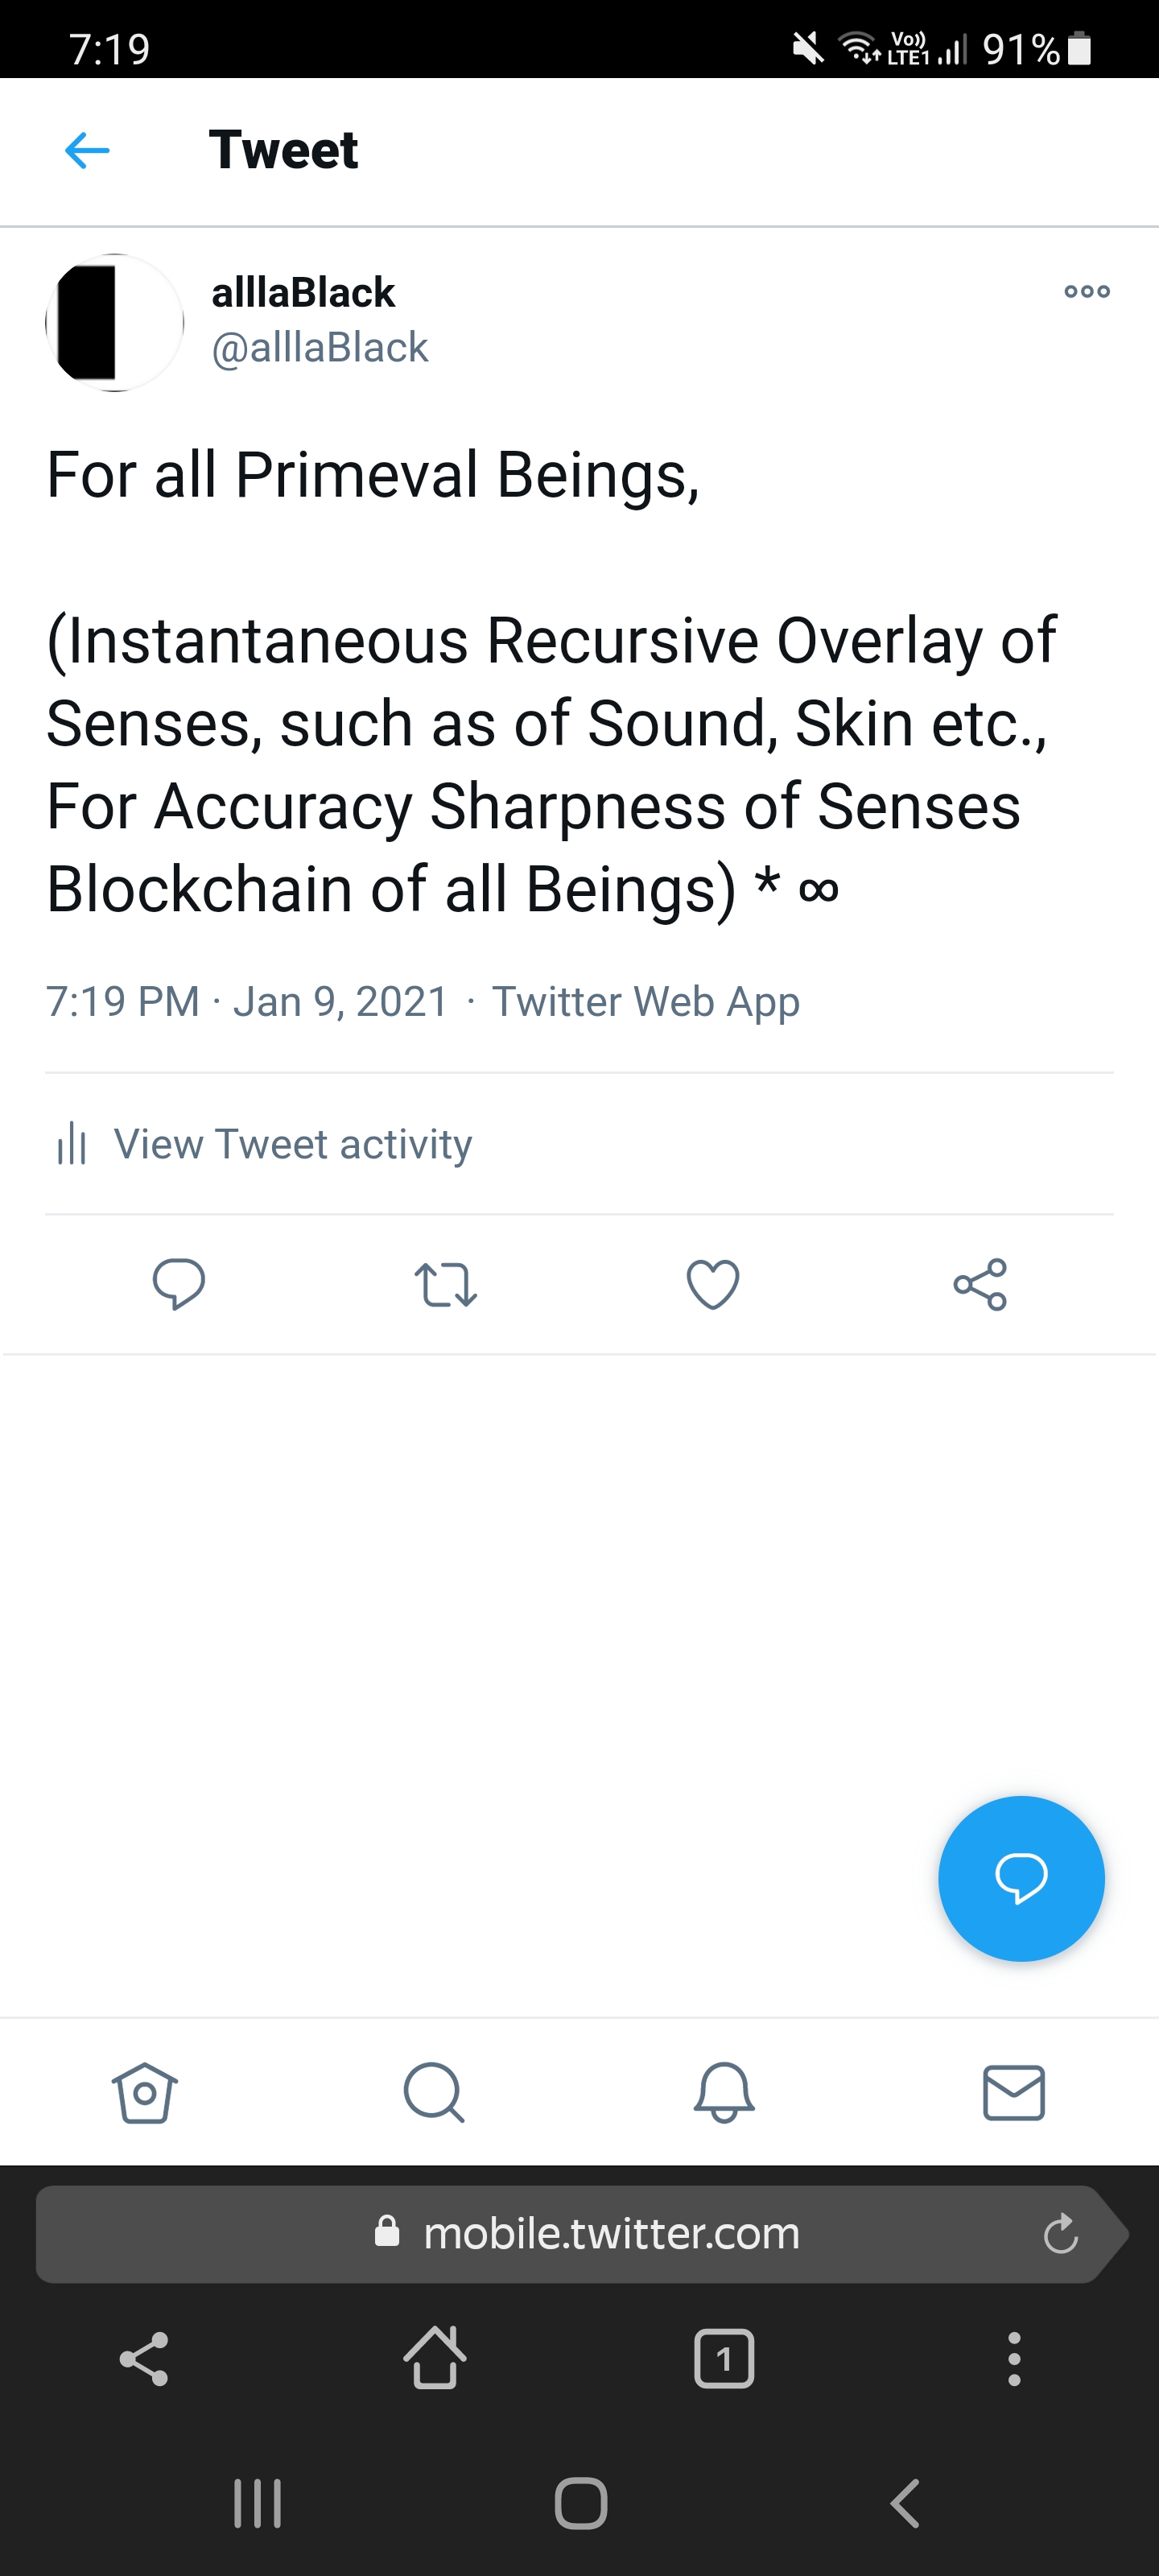 7:19
Vo)) LTE1 91%
Tweet
alllaBlack
@alllaBlack
For all Primeval Beings,
(Instantaneous Recursive Overlay of
Senses, such as of Sound, Skin etc.,
For Accuracy Sharpness of Senses
Blockchain of all Beings) * ∞
7:19 PM · Jan 9, 2021 · Twitter Web App
View Tweet activity
mobile.twitter.com
1